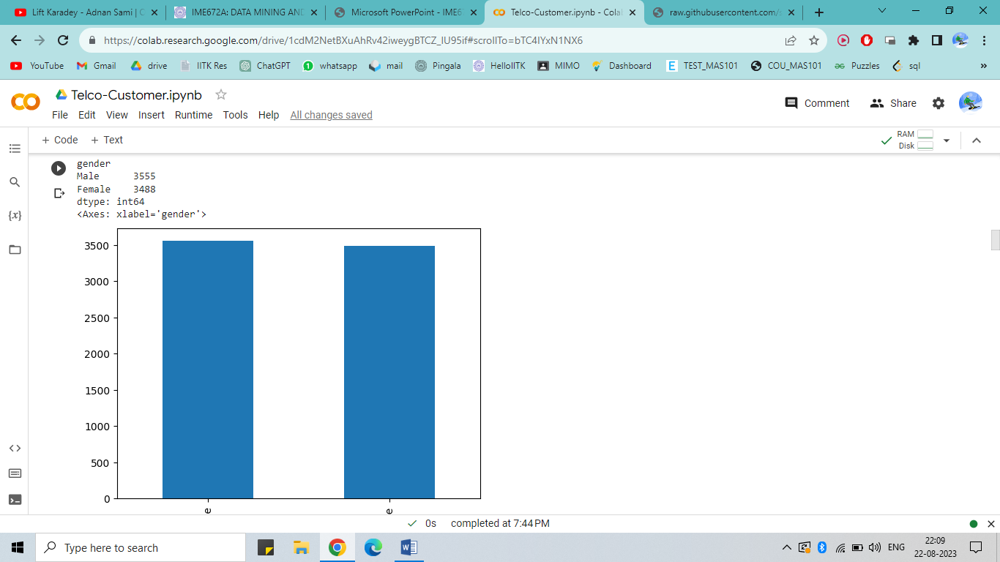 Lift Karadey - Adnan Sami | C
IME672A: DATA MINING AND
Microsoft PowerPoint - IME6
Telco-Customer.ipynb - Colab
raw.githubusercontent.com/
https://colab.research.google.com/drive/1cdM2NetBXuAhRv42iweygBTCZ_IU95if#scrollTo=bTC4IYxN1NX6
YouTube
Gmail
drive
IITK Res
ChatGPT
1
whatsapp
mail
Pingala
HelloIITK
MIMO
Dashboard
E
TEST_MAS101
COU_MAS101
Puzzles
sql
»
Telco-Customer.ipynb
Comment
Share
File Edit View Insert Runtime Tools Help All changes saved
+ Code + Text
RAM
Disk
{x}
gender
Male 3555
Female 3488
dtype: int64
<Axes: xlabel='gender'>
3500
3000
2500
2000
1500
1000
500
0
e
e
0s completed at 7:44 PM
Type here to search
W
ENG
22:09
22-08-2023